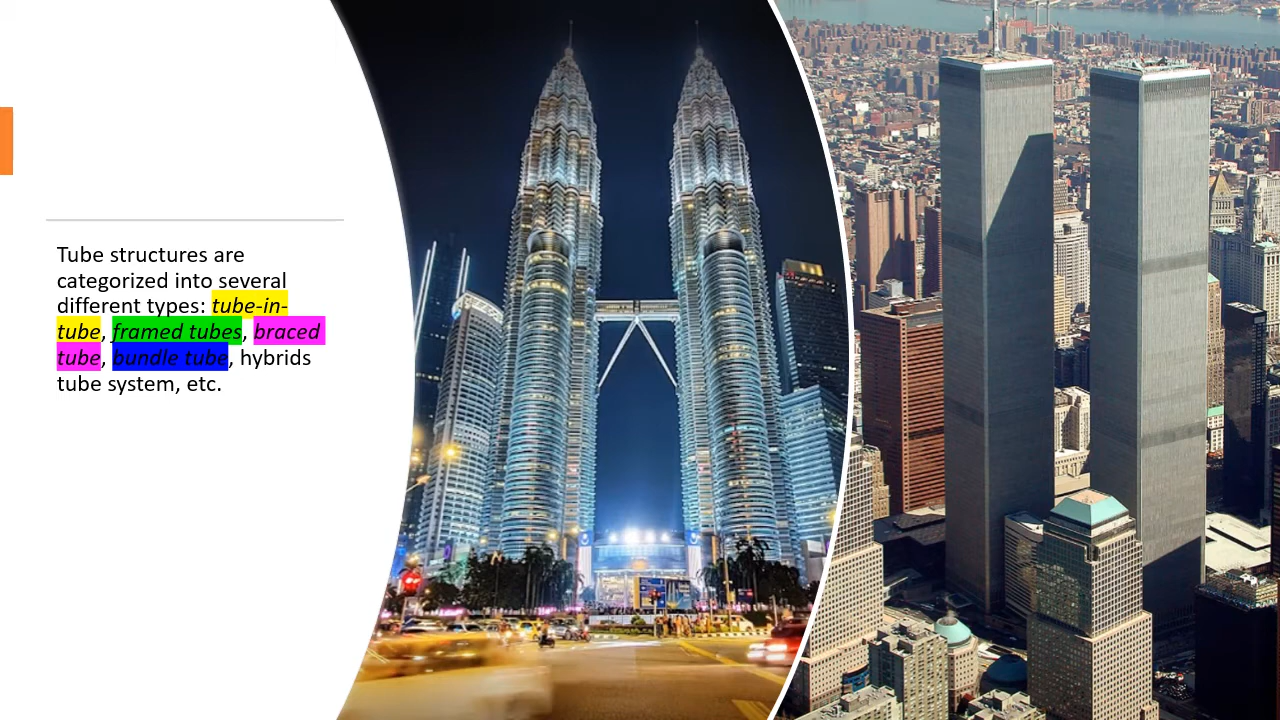 Tube structures are
categorized into several
different types: tube-in-
tube, framed tubes, braced
tube, bundle tube, hybrids
tube system, etc.